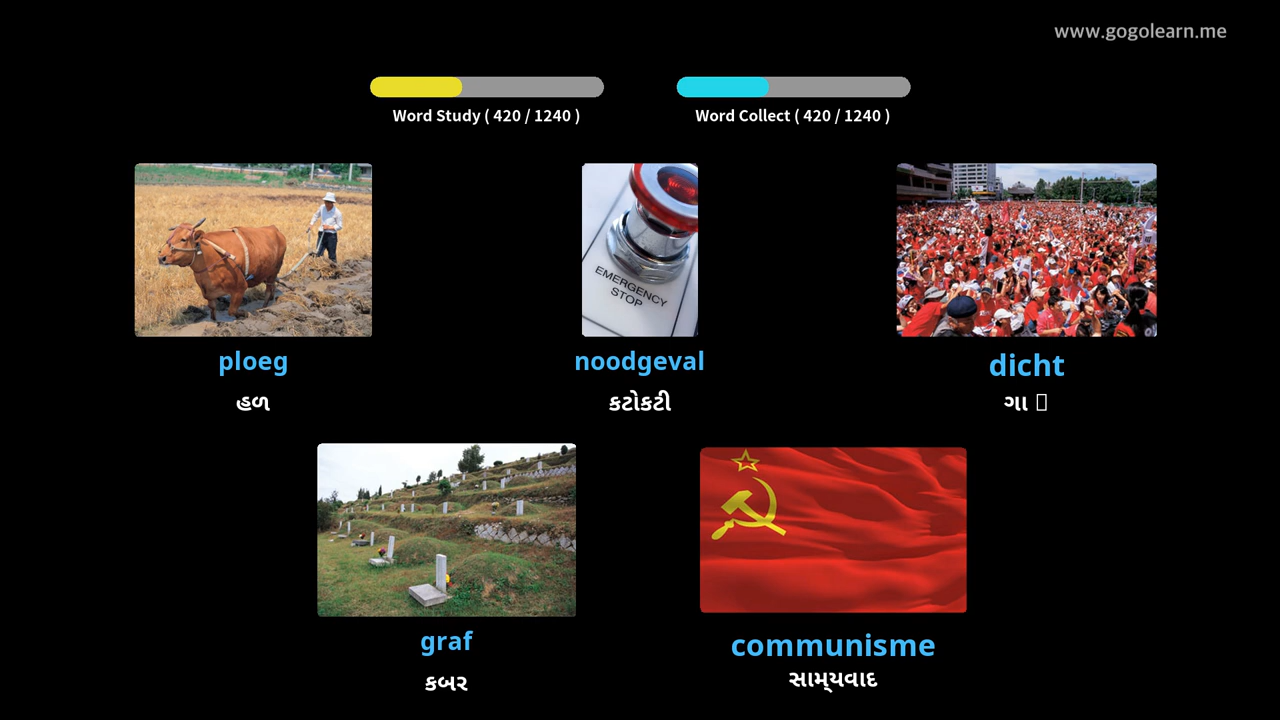 www.gogolearn.me
Word Study ( 420 / 1240 )
Word Collect ( 420 / 1240 )
EMERGENCY
STOP
ploeg
noodgeval
dicht
હળ
કટોકટી
ગા
graf
communisme
કબર
સામ્યવાદ